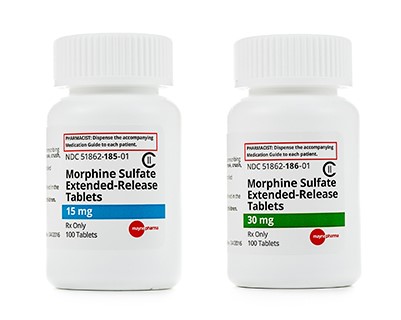 PHARMACIST: Dispense the accompanying
Medication Guide to each patient.
NDC 51862-185-01
CII
Morphine Sulfate
Extended-Release
Tablets
15 mg
Rx Only
100 Tablets
maynepharma
PHARMACIST: Dispense the accompanying
Medication Guide to each patient.
NDC 51862-186-01
CII
Morphine Sulfate
Extended-Release
Tablets
30 mg
Rx Only
100 Tablets
maynepharma